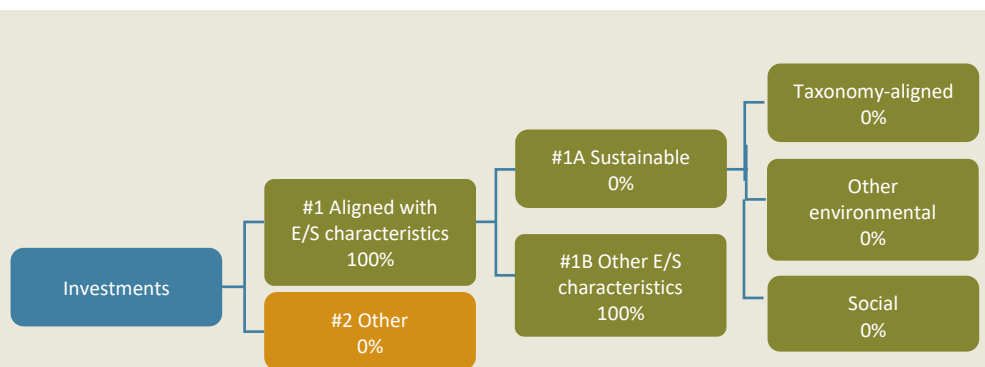 Investments
#1 Aligned with
E/S characteristics
100%
#2 Other
0%
#1A Sustainable
0%
#1B Other E/S
characteristics
100%
Taxonomy-aligned
0%
Other
environmental
0%
Social
0%